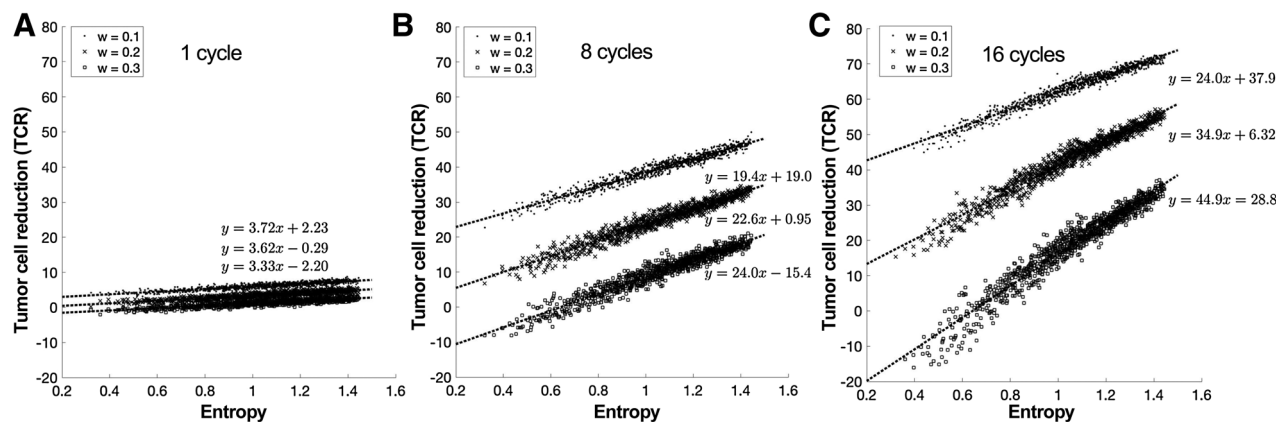 A
1 cycle
w = 0.1
w = 0.2
w = 0.3
Tumor cell reduction (TCR)
80
70
60
50
40
30
20
10
0
-10
-20
y = 3.72x + 2.23
y = 3.62x − 0.29
y = 3.33x − 2.20
0.2 0.4 0.6 0.8 1 1.2 1.4 1.6
Entropy
B
8 cycles
w = 0.1
w = 0.2
w = 0.3
Tumor cell reduction (TCR)
80
70
60
50
40
30
20
10
0
-10
-20
y = 19.4x + 19.0
y = 22.6x + 0.95
y = 24.0x − 15.4
0.2 0.4 0.6 0.8 1 1.2 1.4 1.6
Entropy
C
16 cycles
w = 0.1
w = 0.2
w = 0.3
Tumor cell reduction (TCR)
80
70
60
50
40
30
20
10
0
-10
-20
y = 24.0x + 37.9
y = 34.9x + 6.32
y = 44.9x = 28.8
0.2 0.4 0.6 0.8 1 1.2 1.4 1.6
Entropy